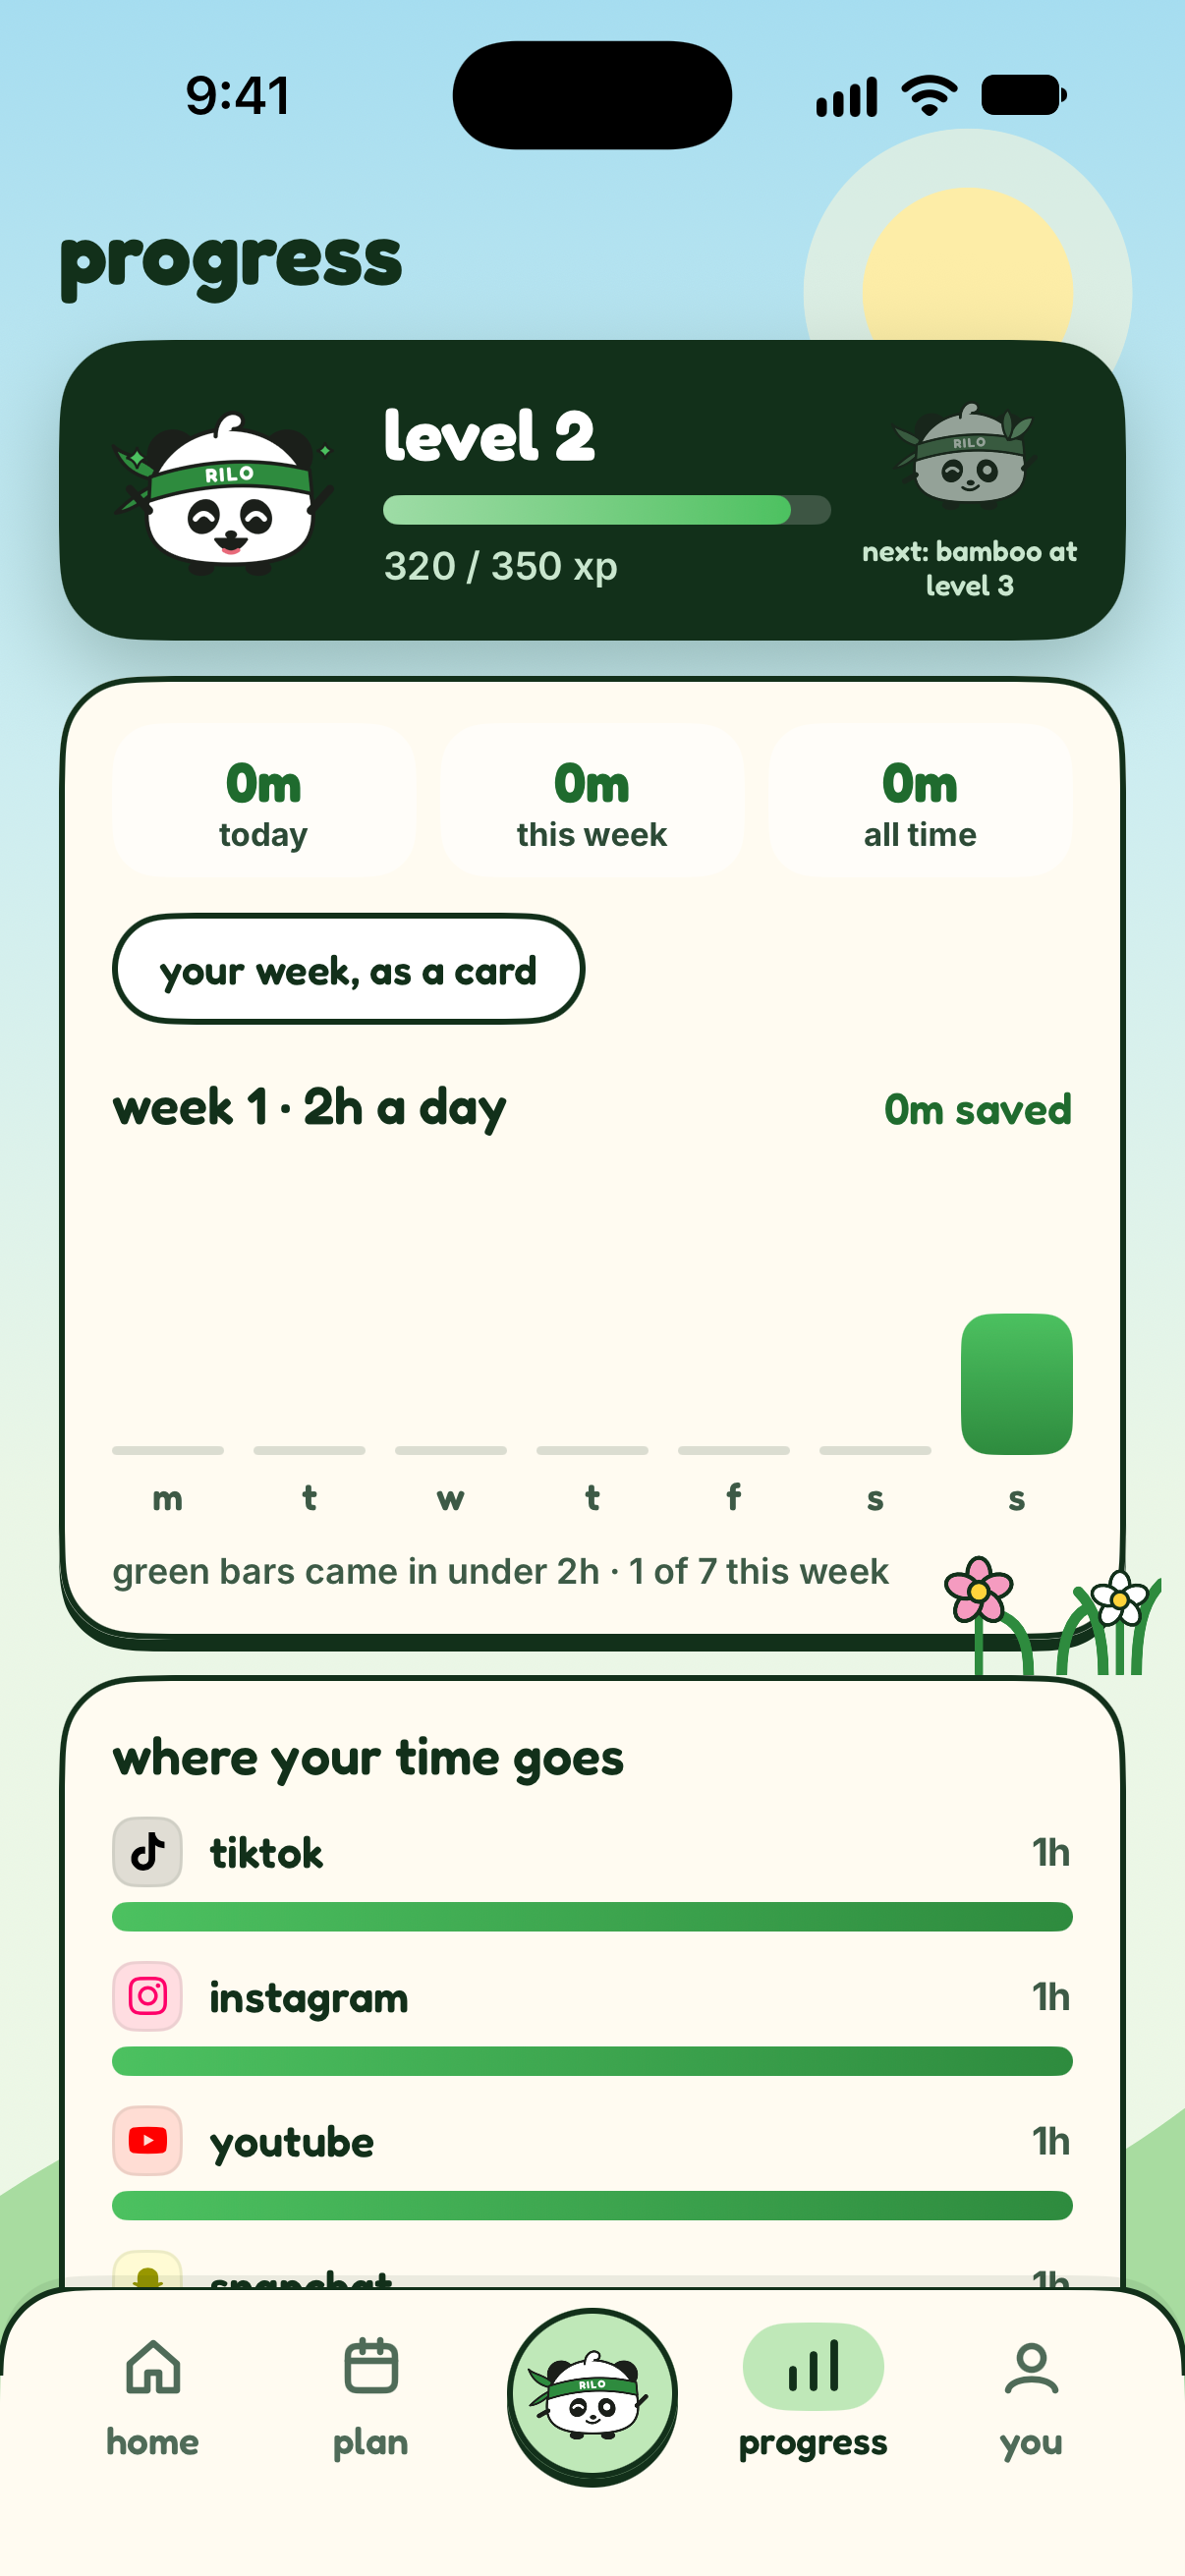 9:41
progress
RILO
level 2
320 / 350 xp
RILO
next: bamboo at
level 3
0m
today
0m
this week
0m
all time
your week, as a card
week 1 · 2h a day
0m saved
m t w t f s s
green bars came in under 2h · 1 of 7 this week
where your time goes
tiktok 1h
instagram 1h
youtube 1h
snapchat 1h
RILO
home
plan
progress
you